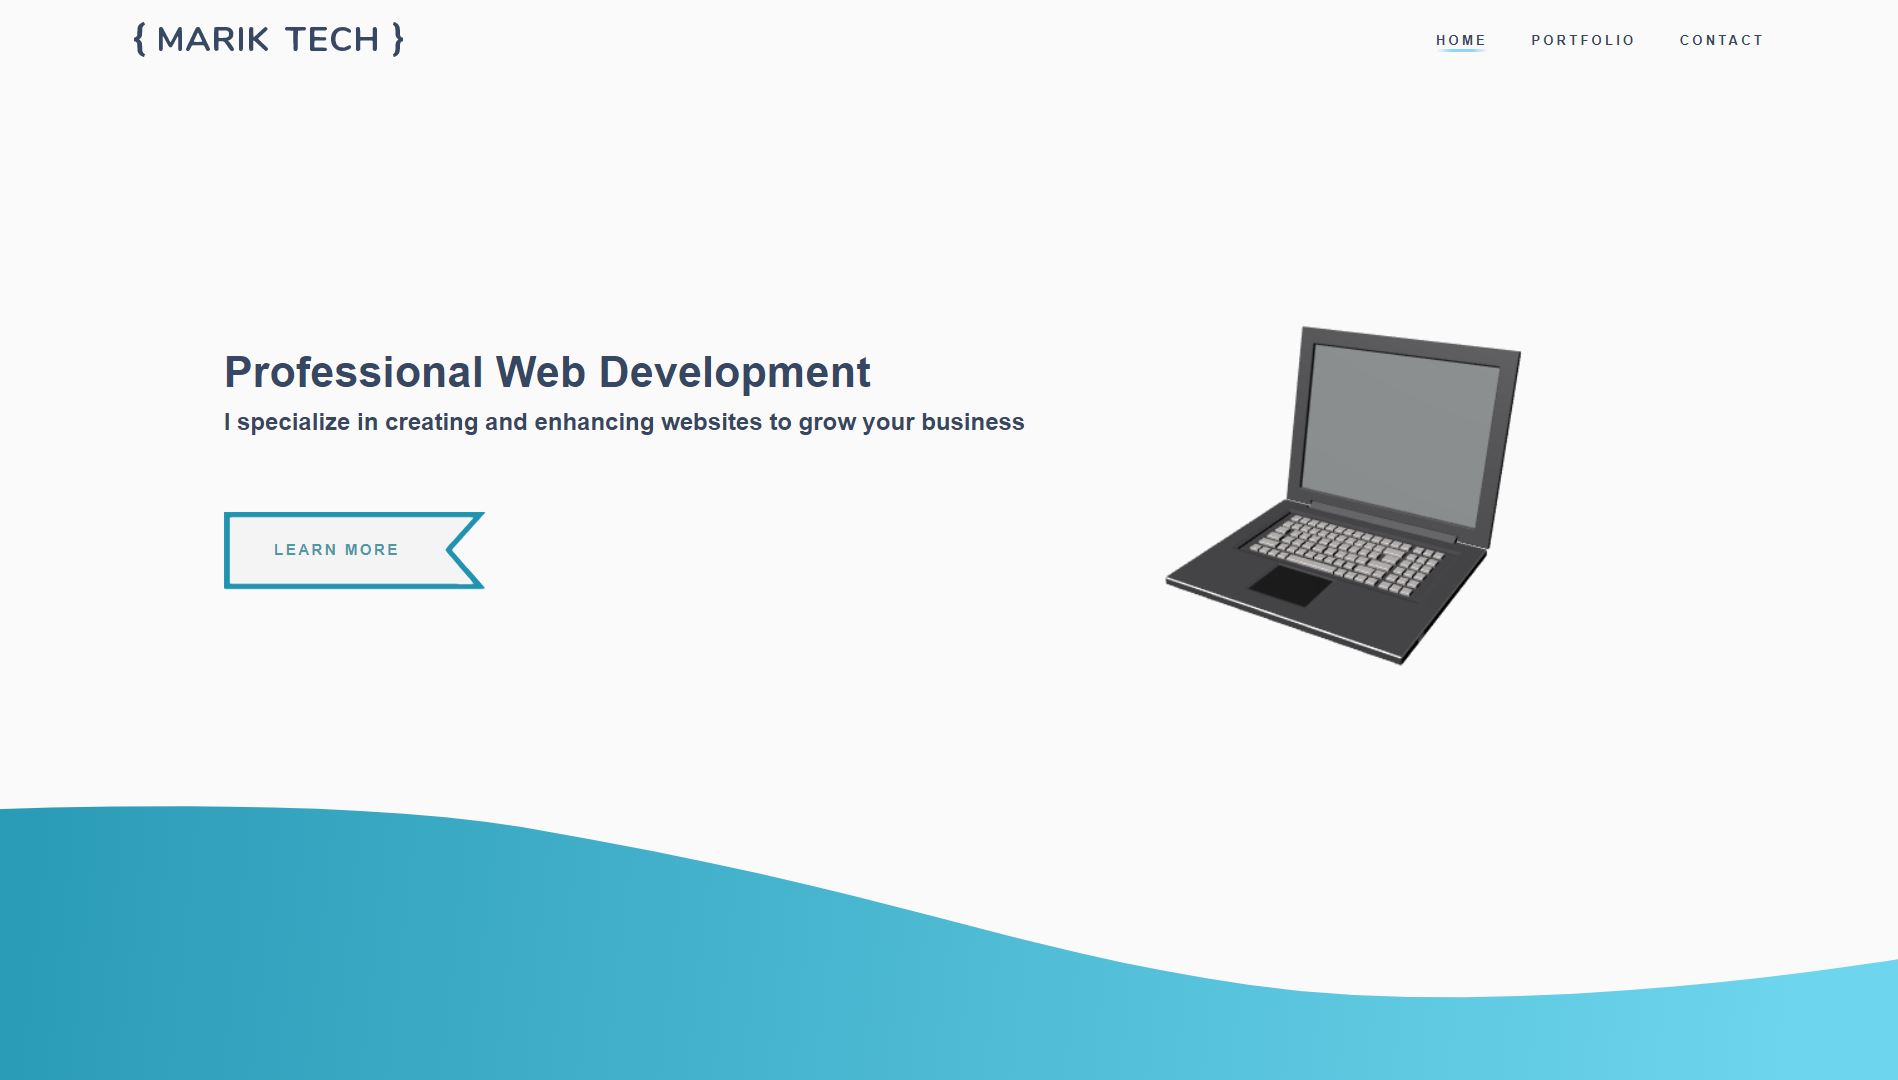 { MARIK TECH }
HOME
PORTFOLIO
CONTACT
Professional Web Development
I specialize in creating and enhancing websites to grow your business
LEARN MORE